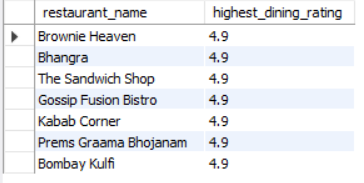 restaurant_name highest_dining_rating
Brownie Heaven 4.9
Bhangra 4.9
The Sandwich Shop 4.9
Gossip Fusion Bistro 4.9
Kabab Corner 4.9
Prems Graama Bhojanam 4.9
Bombay Kulfi 4.9